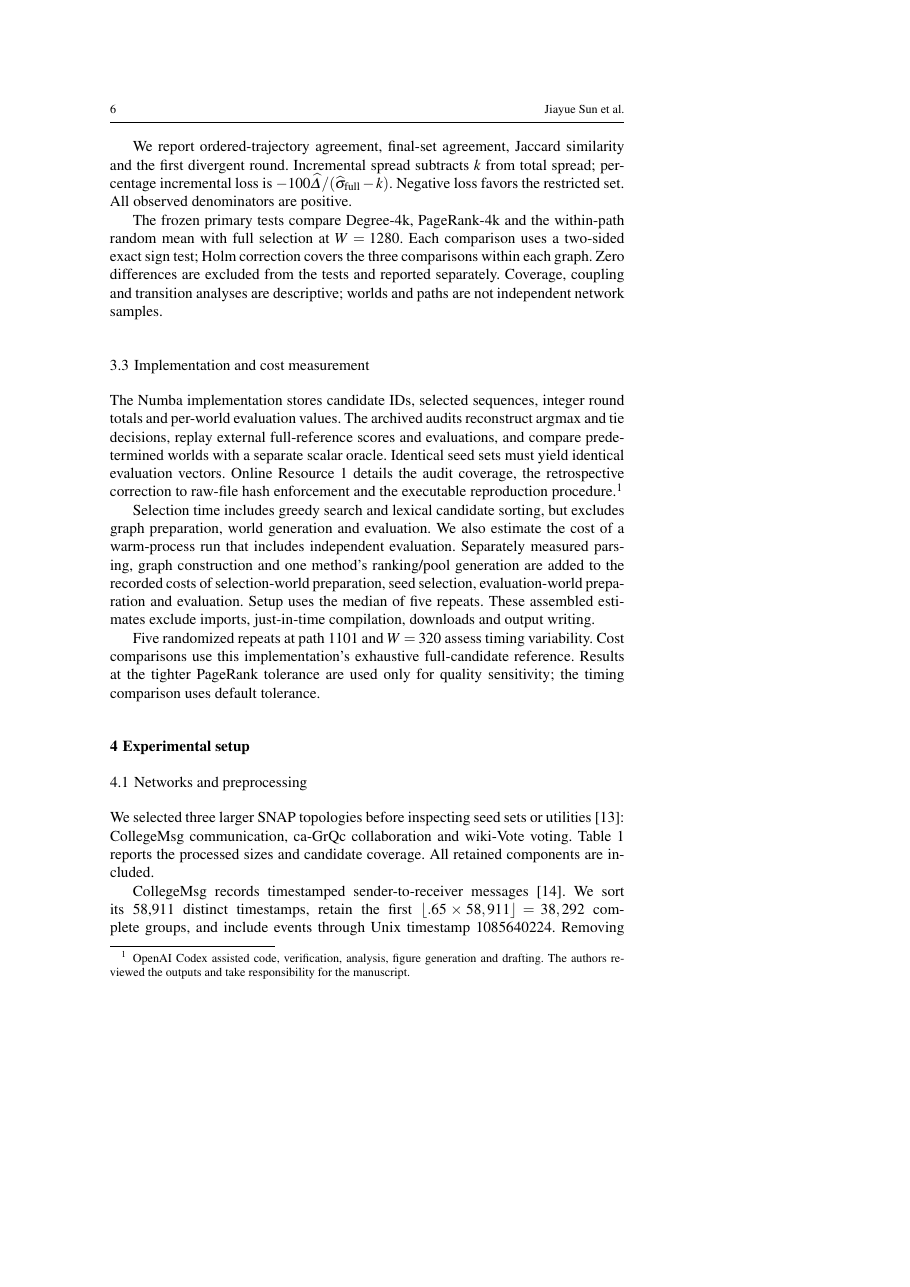 6
Jiayue Sun et al.
We report ordered-trajectory agreement, final-set agreement, Jaccard similarity
and the first divergent round. Incremental spread subtracts k from total spread; per-
centage incremental loss is −100Δ̂/(σ̂full − k). Negative loss favors the restricted set.
All observed denominators are positive.
The frozen primary tests compare Degree-4k, PageRank-4k and the within-path
random mean with full selection at W = 1280. Each comparison uses a two-sided
exact sign test; Holm correction covers the three comparisons within each graph. Zero
differences are excluded from the tests and reported separately. Coverage, coupling
and transition analyses are descriptive; worlds and paths are not independent network
samples.
3.3 Implementation and cost measurement
The Numba implementation stores candidate IDs, selected sequences, integer round
totals and per-world evaluation values. The archived audits reconstruct argmax and tie
decisions, replay external full-reference scores and evaluations, and compare prede-
termined worlds with a separate scalar oracle. Identical seed sets must yield identical
evaluation vectors. Online Resource 1 details the audit coverage, the retrospective
correction to raw-file hash enforcement and the executable reproduction procedure.1
Selection time includes greedy search and lexical candidate sorting, but excludes
graph preparation, world generation and evaluation. We also estimate the cost of a
warm-process run that includes independent evaluation. Separately measured pars-
ing, graph construction and one method's ranking/pool generation are added to the
recorded costs of selection-world preparation, seed selection, evaluation-world prepa-
ration and evaluation. Setup uses the median of five repeats. These assembled esti-
mates exclude imports, just-in-time compilation, downloads and output writing.
Five randomized repeats at path 1101 and W = 320 assess timing variability. Cost
comparisons use this implementation's exhaustive full-candidate reference. Results
at the tighter PageRank tolerance are used only for quality sensitivity; the timing
comparison uses default tolerance.
4 Experimental setup
4.1 Networks and preprocessing
We selected three larger SNAP topologies before inspecting seed sets or utilities [13]:
CollegeMsg communication, ca-GrQc collaboration and wiki-Vote voting. Table 1
reports the processed sizes and candidate coverage. All retained components are in-
cluded.
CollegeMsg records timestamped sender-to-receiver messages [14]. We sort
its 58,911 distinct timestamps, retain the first ⌊.65 × 58,911⌋ = 38,292 com-
plete groups, and include events through Unix timestamp 1085640224. Removing
1 OpenAI Codex assisted code, verification, analysis, figure generation and drafting. The authors re-
viewed the outputs and take responsibility for the manuscript.